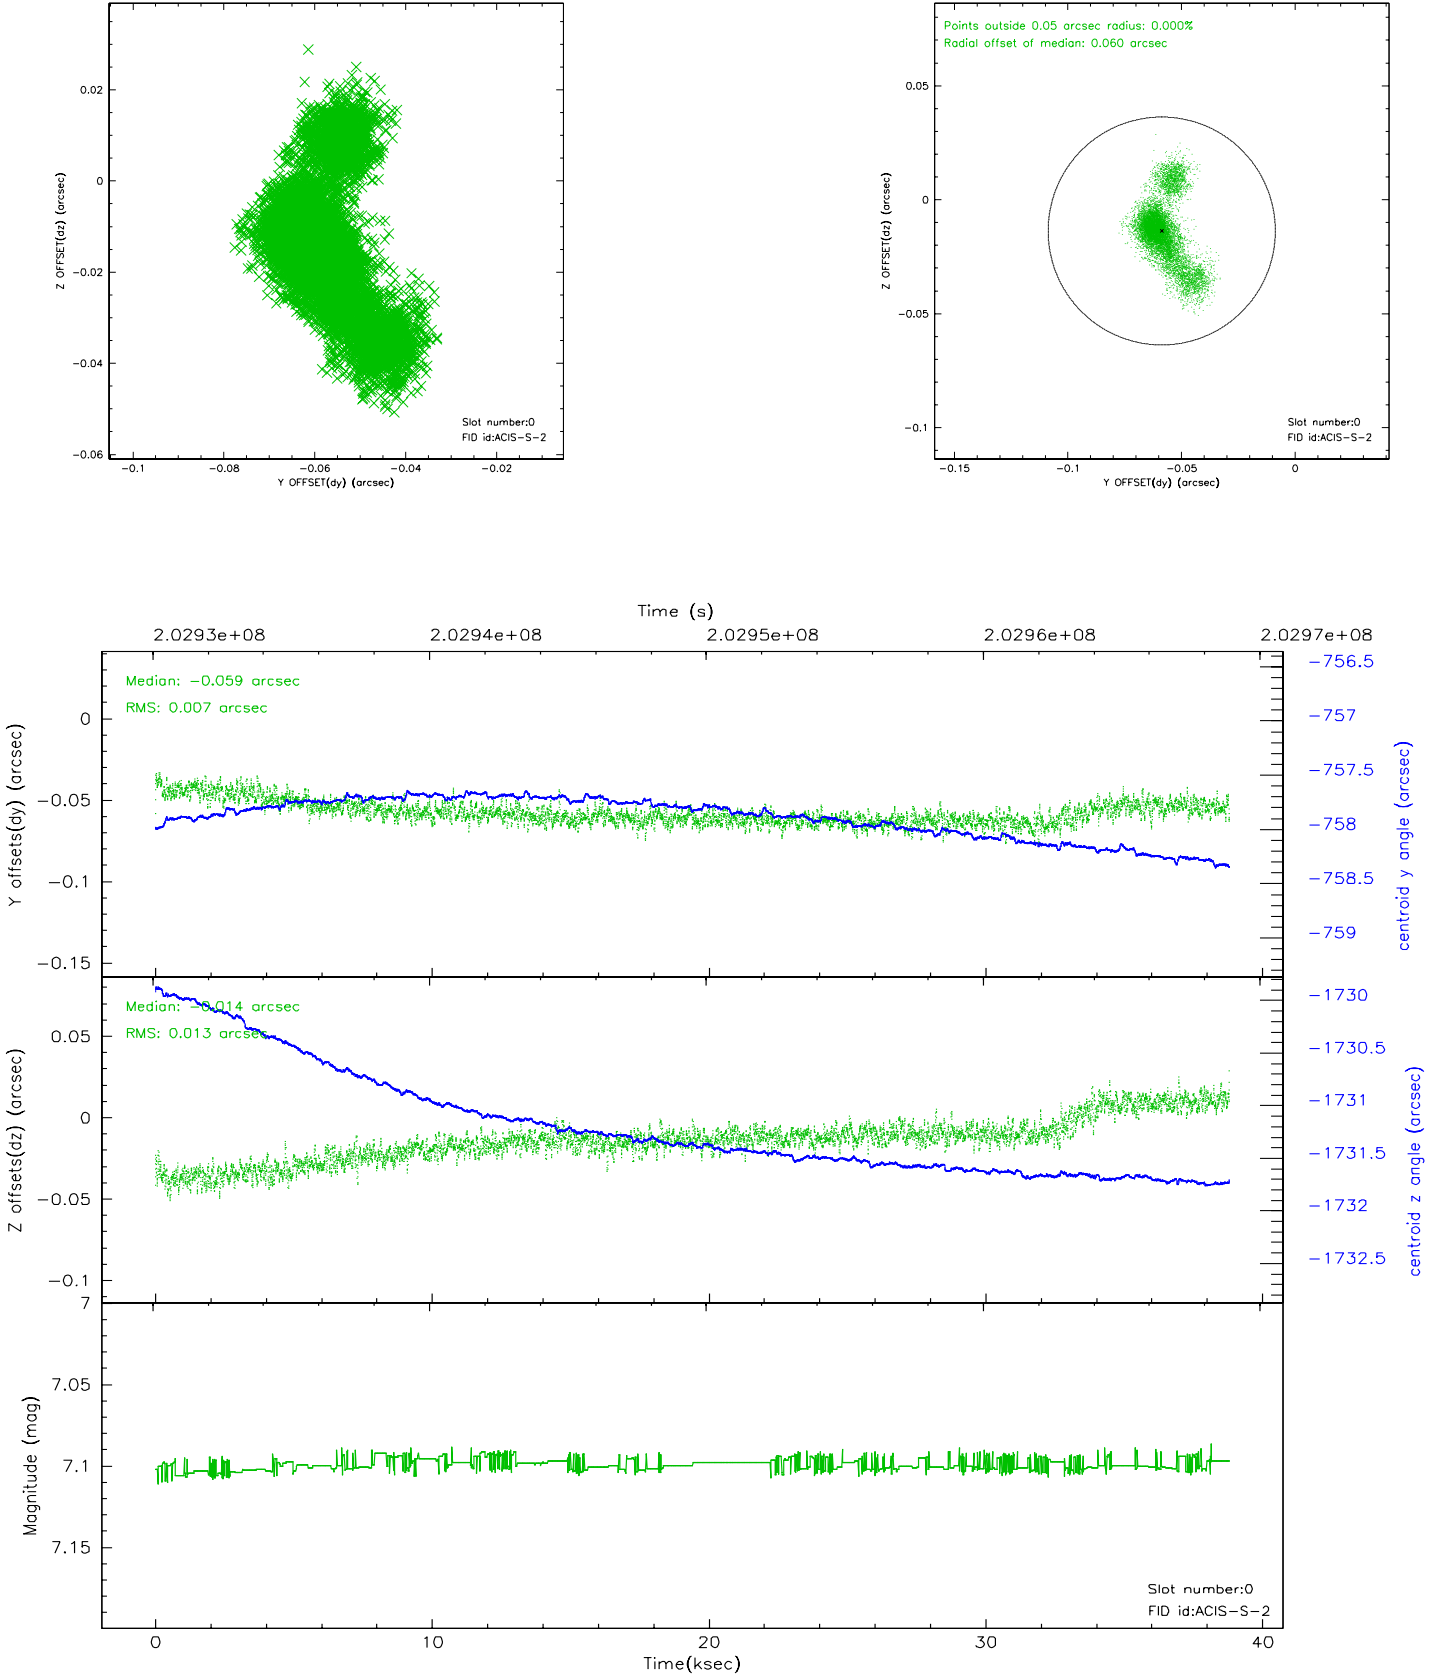 0.02
0
−0.02
−0.04
−0.06
Z OFFSET(dz) (arcsec)
−0.1
−0.08
−0.06
−0.04
−0.02
Y OFFSET(dy) (arcsec)
Slot number:0
FID id:ACIS−S−2
Points outside 0.05 arcsec radius: 0.000%
Radial offset of median: 0.060 arcsec
0.05
0
−0.05
−0.1
Z OFFSET(dz) (arcsec)
−0.15
−0.1
−0.05
0
Y OFFSET(dy) (arcsec)
Slot number:0
FID id:ACIS−S−2
Time (s)
2.0293e+08
2.0294e+08
2.0295e+08
2.0296e+08
2.0297e+08
Median: −0.059 arcsec
RMS: 0.007 arcsec
0
−0.05
−0.1
−0.15
Y offsets(dy) (arcsec)
−756.5
−757
−757.5
−758
−758.5
−759
centroid y angle (arcsec)
Median: −0.014 arcsec
RMS: 0.013 arcsec
0.05
0
−0.05
−0.1
Z offsets(dz) (arcsec)
−1730
−1730.5
−1731
−1731.5
−1732
−1732.5
centroid z angle (arcsec)
7
7.05
7.1
7.15
Magnitude (mag)
Slot number:0
FID id:ACIS−S−2
0
10
20
30
40
Time(ksec)